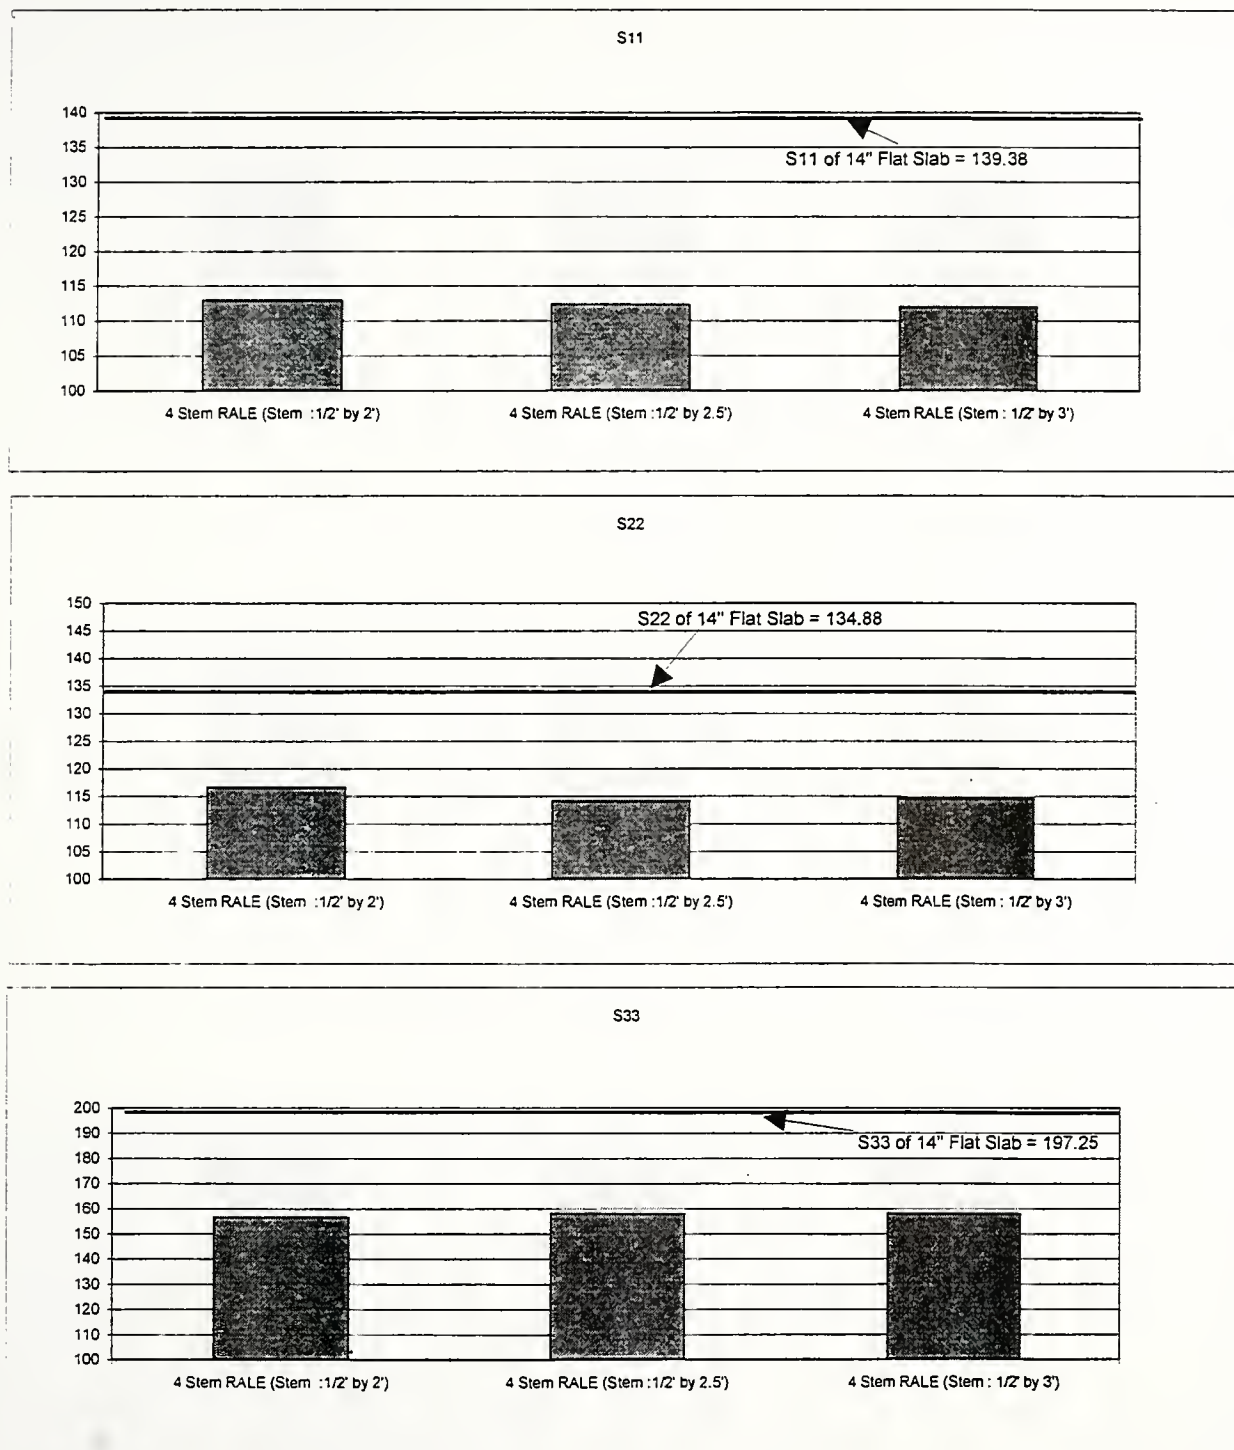 S11
140
135
130
125
120
115
110
105
100
S11 of 14" Flat Slab = 139.38
4 Stem RALE (Stem :1/2' by 2')
4 Stem RALE (Stem :1/2' by 2.5')
4 Stem RALE (Stem : 1/2' by 3')
S22
150
145
140
135
130
125
120
115
110
105
100
S22 of 14" Flat Slab = 134.88
4 Stem RALE (Stem :1/2' by 2')
4 Stem RALE (Stem :1/2' by 2.5')
4 Stem RALE (Stem : 1/2' by 3')
S33
200
190
180
170
160
150
140
130
120
110
100
S33 of 14" Flat Slab = 197.25
4 Stem RALE (Stem :1/2' by 2')
4 Stem RALE (Stem :1/2' by 2.5')
4 Stem RALE (Stem : 1/2' by 3')